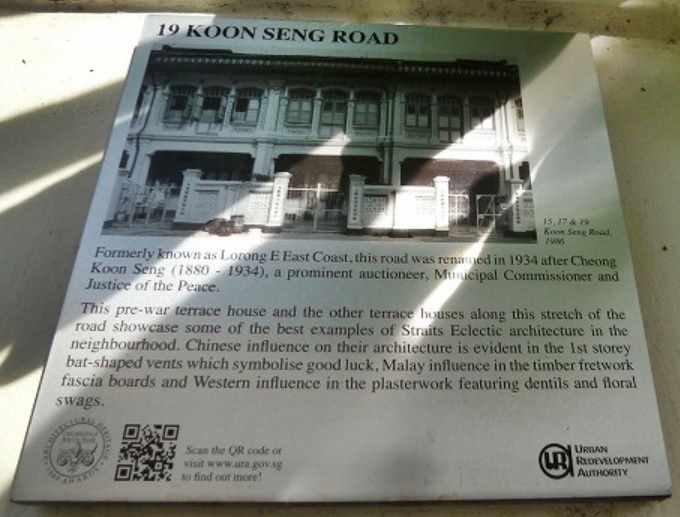 19 KOON SENG ROAD
15, 17 & 19
Koon Seng Road,
1986
Formerly known as Lorong E East Coast, this road was renamed in 1934 after Cheong
Koon Seng (1880 - 1934), a prominent auctioneer, Municipal Commissioner and
Justice of the Peace.
This pre-war terrace house and the other terrace houses along this stretch of the
road showcase some of the best examples of Straits Eclectic architecture in the
neighbourhood. Chinese influence on their architecture is evident in the 1st storey
bat-shaped vents which symbolise good luck, Malay influence in the timber fretwork
fascia boards and Western influence in the plasterwork featuring dentils and floral
swags.
ARCHITECTURAL HERITAGE
AWARDS
Scan the QR code or
visit www.ura.gov.sg
to find out more!
URBAN
REDEVELOPMENT
AUTHORITY